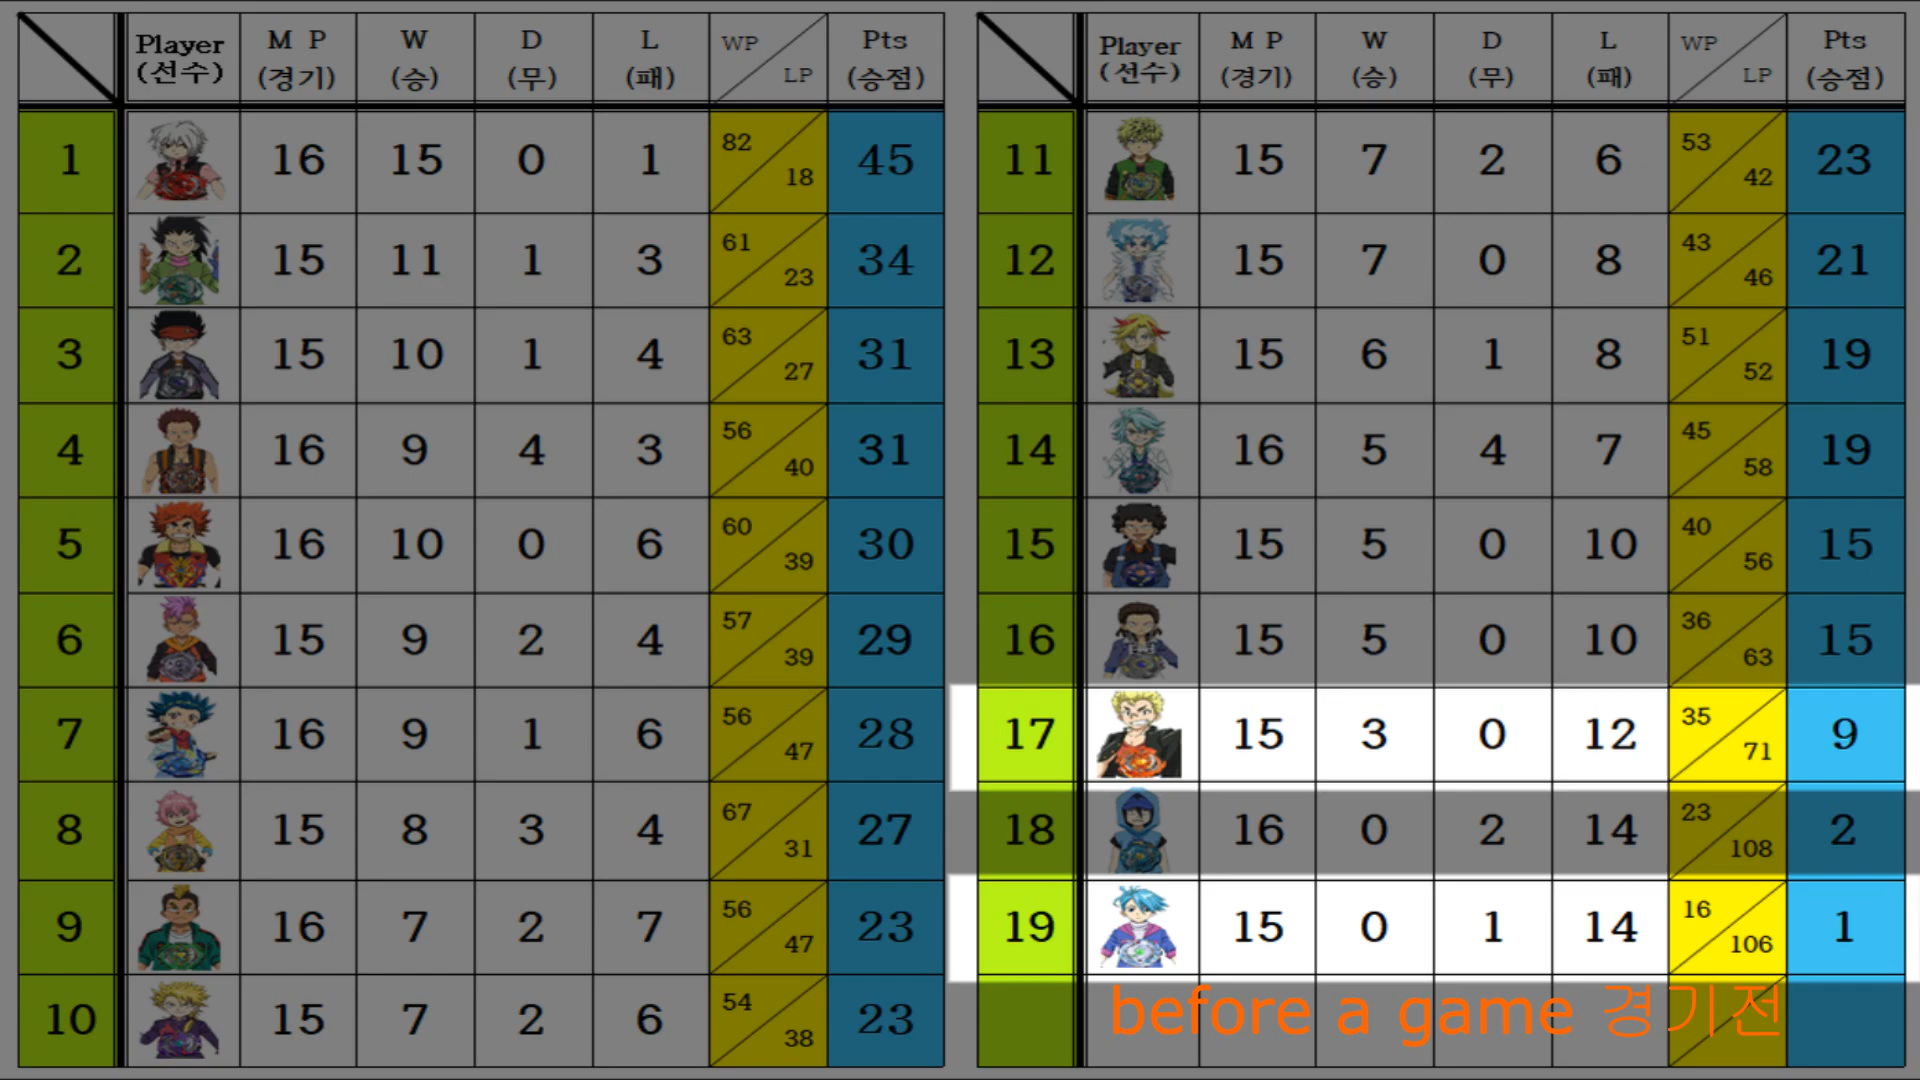 Player (선수) M P (경기) W (승) D (무) L (패) WP LP Pts (승점)
1 16 15 0 1 82 18 45
2 15 11 1 3 61 23 34
3 15 10 1 4 63 27 31
4 16 9 4 3 56 40 31
5 16 10 0 6 60 39 30
6 15 9 2 4 57 39 29
7 16 9 1 6 56 47 28
8 15 8 3 4 67 31 27
9 16 7 2 7 56 47 23
10 15 7 2 6 54 38 23
Player (선수) M P (경기) W (승) D (무) L (패) WP LP Pts (승점)
11 15 7 2 6 53 42 23
12 15 7 0 8 43 46 21
13 15 6 1 8 51 52 19
14 16 5 4 7 45 58 19
15 15 5 0 10 40 56 15
16 15 5 0 10 36 63 15
17 15 3 0 12 35 71 9
18 16 0 2 14 23 108 2
19 15 0 1 14 16 106 1
before a game 경기전